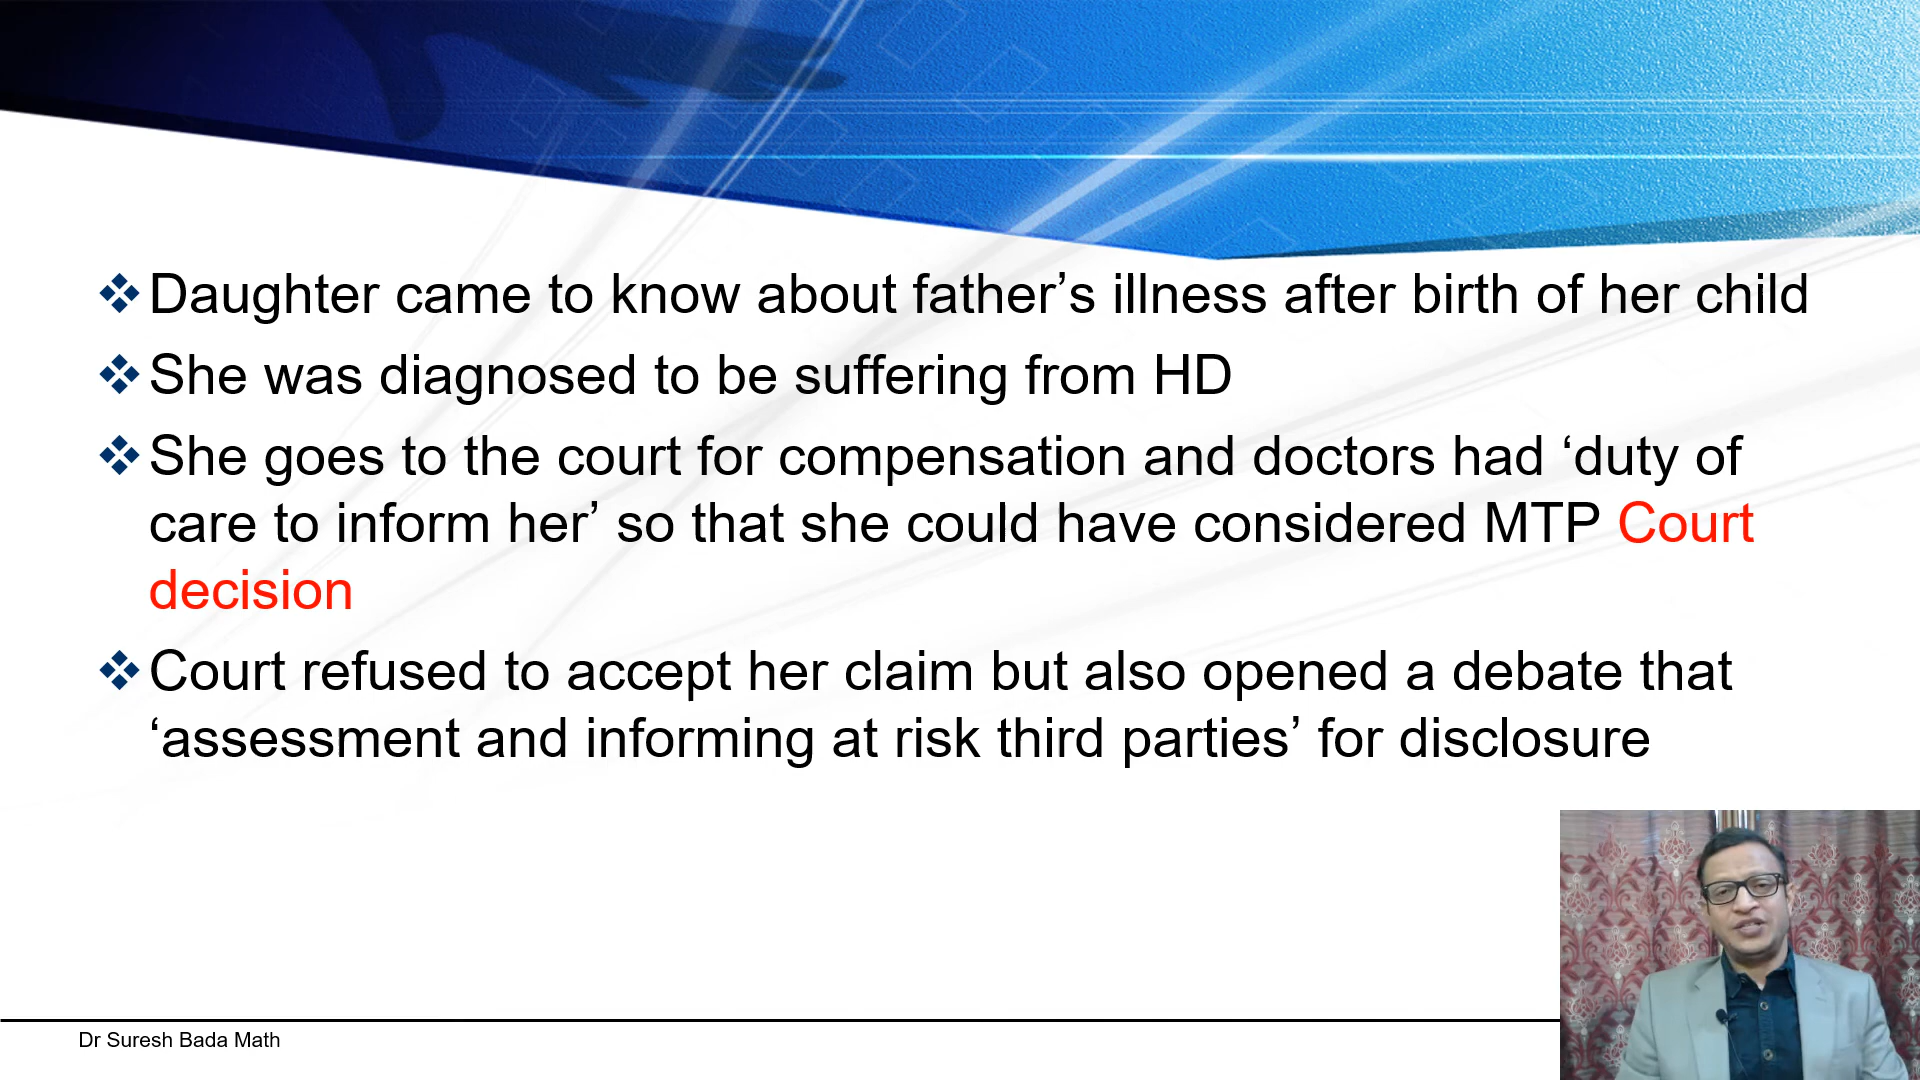 Daughter came to know about father’s illness after birth of her child
She was diagnosed to be suffering from HD
She goes to the court for compensation and doctors had ‘duty of
care to inform her’ so that she could have considered MTP Court
decision
Court refused to accept her claim but also opened a debate that
‘assessment and informing at risk third parties’ for disclosure
Dr Suresh Bada Math